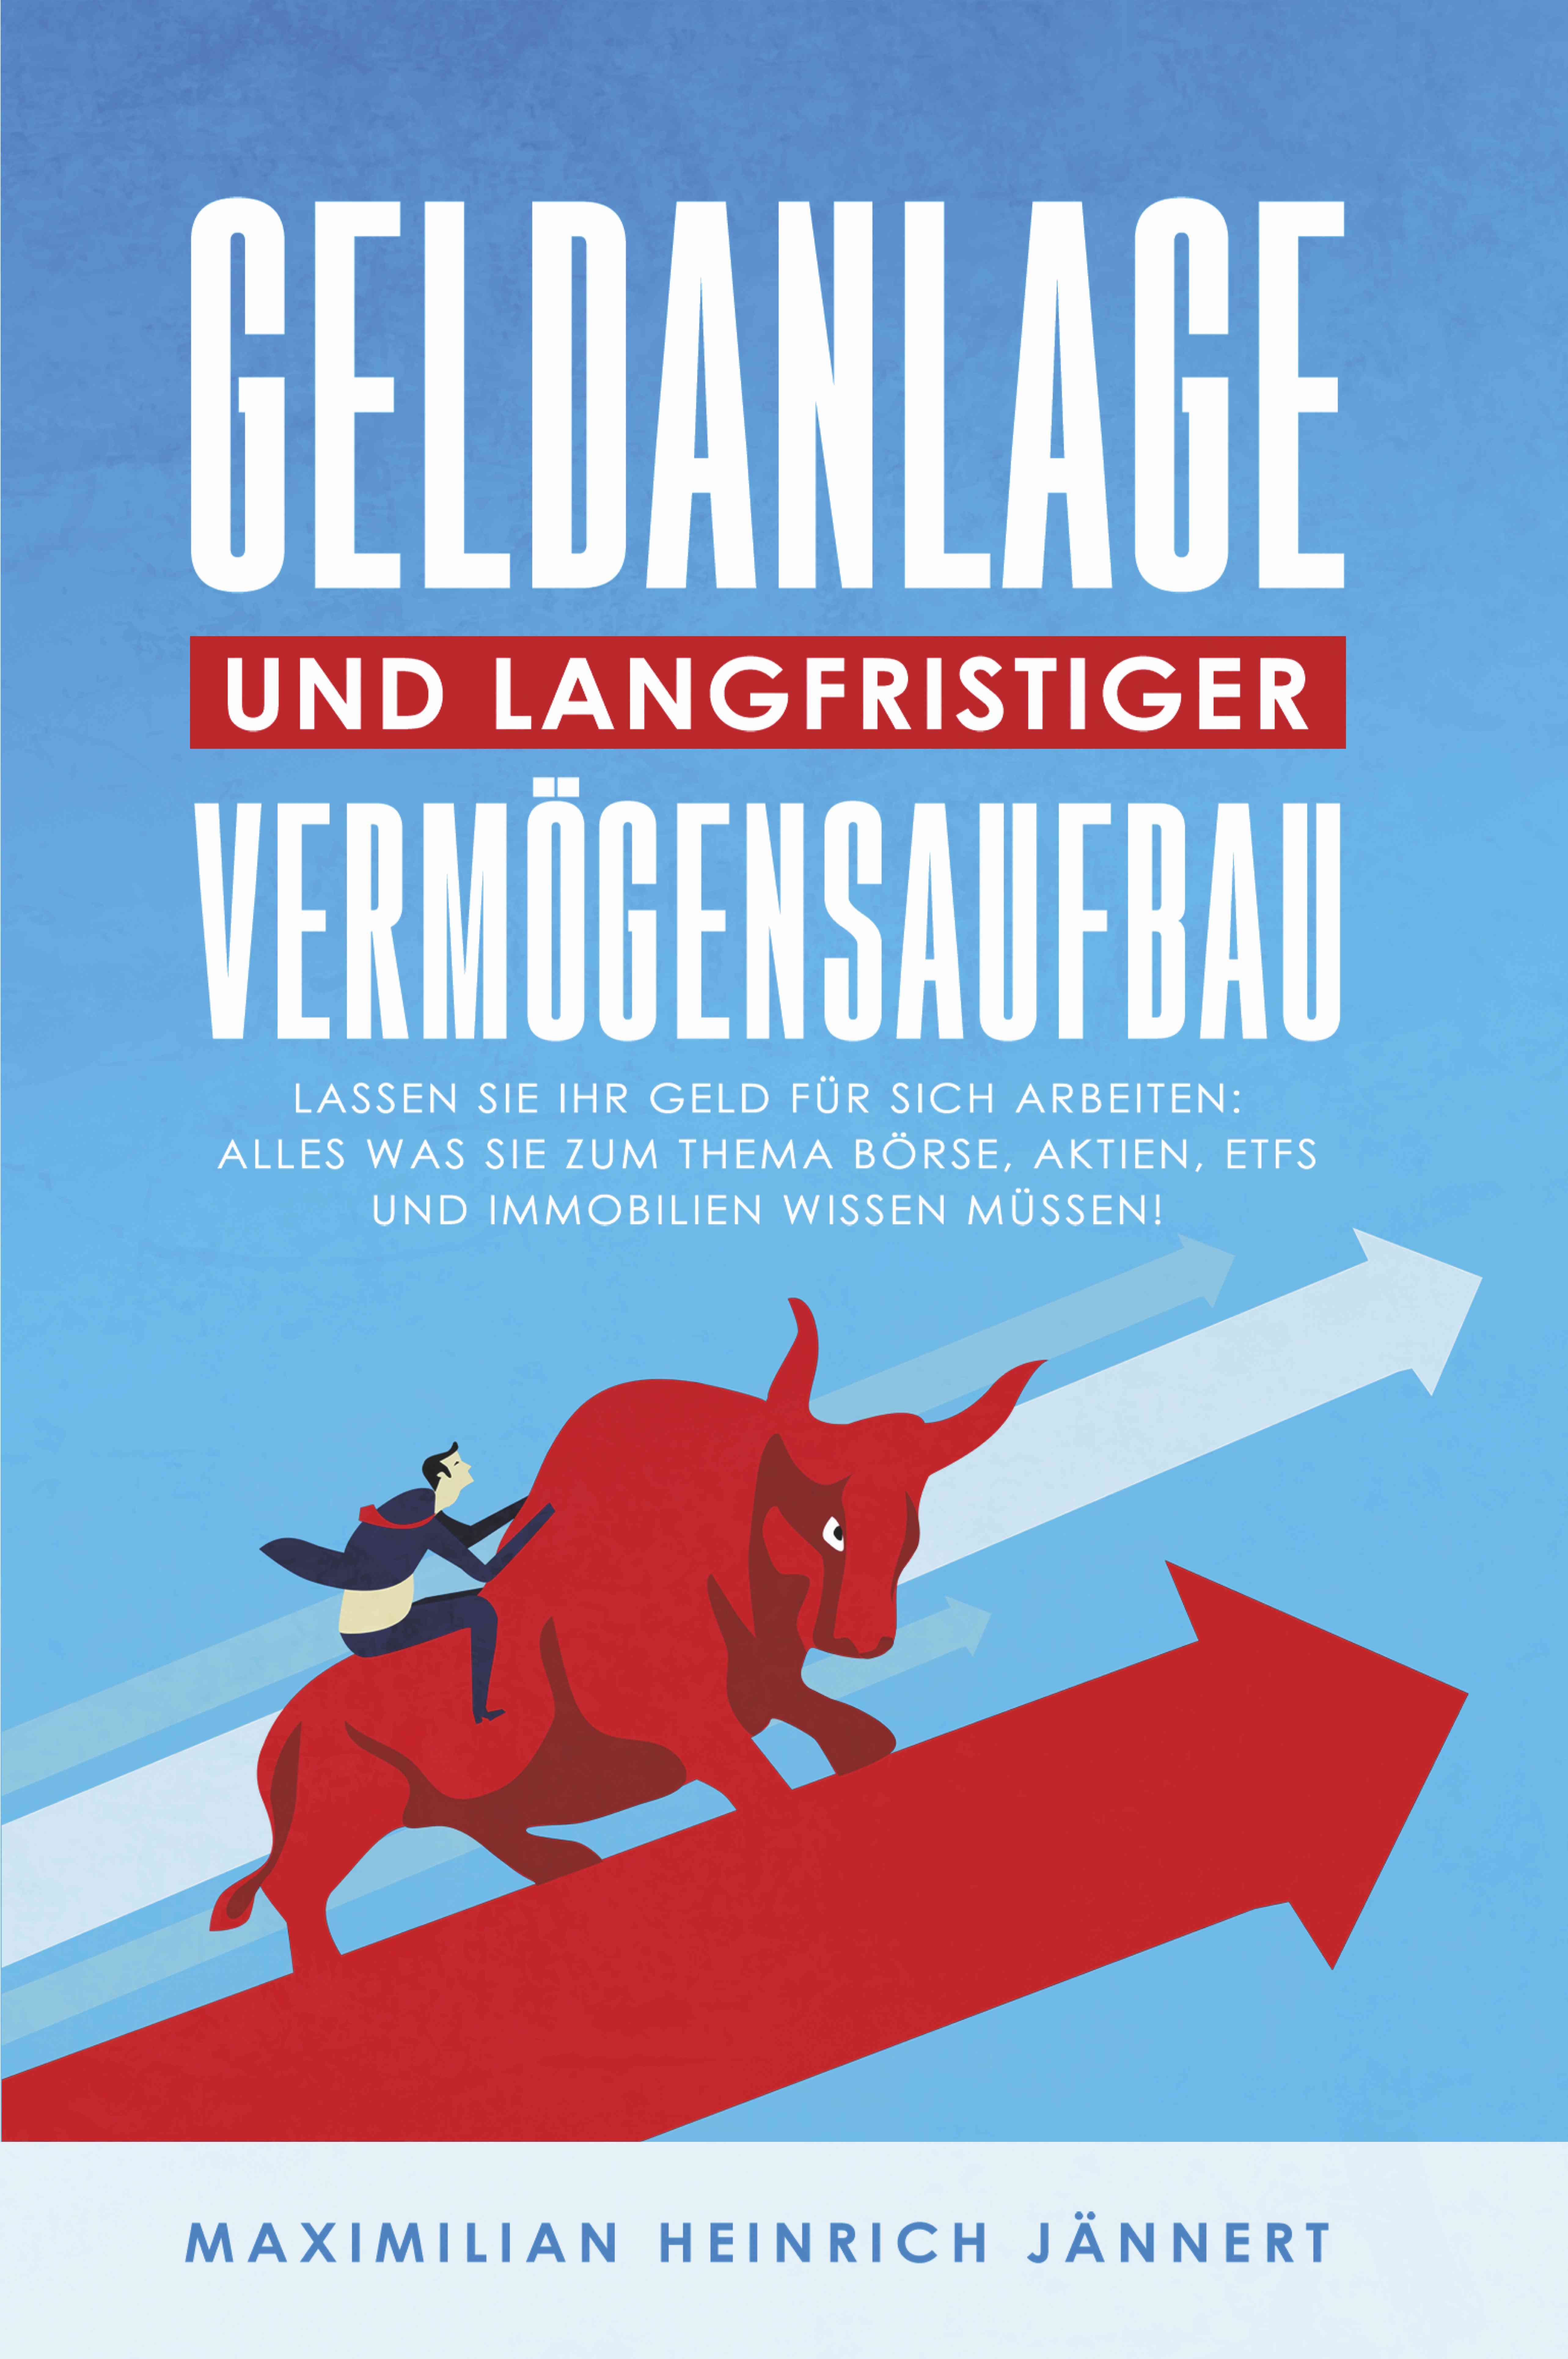 GELDANLAGE
UND LANGFRISTIGER
VERMÖGENSAUFBAU
LASSEN SIE IHR GELD FÜR SICH ARBEITEN:
ALLES WAS SIE ZUM THEMA BÖRSE, AKTIEN, ETFS
UND IMMOBILIEN WISSEN MÜSSEN!
MAXIMILIAN HEINRICH JÄNNERT